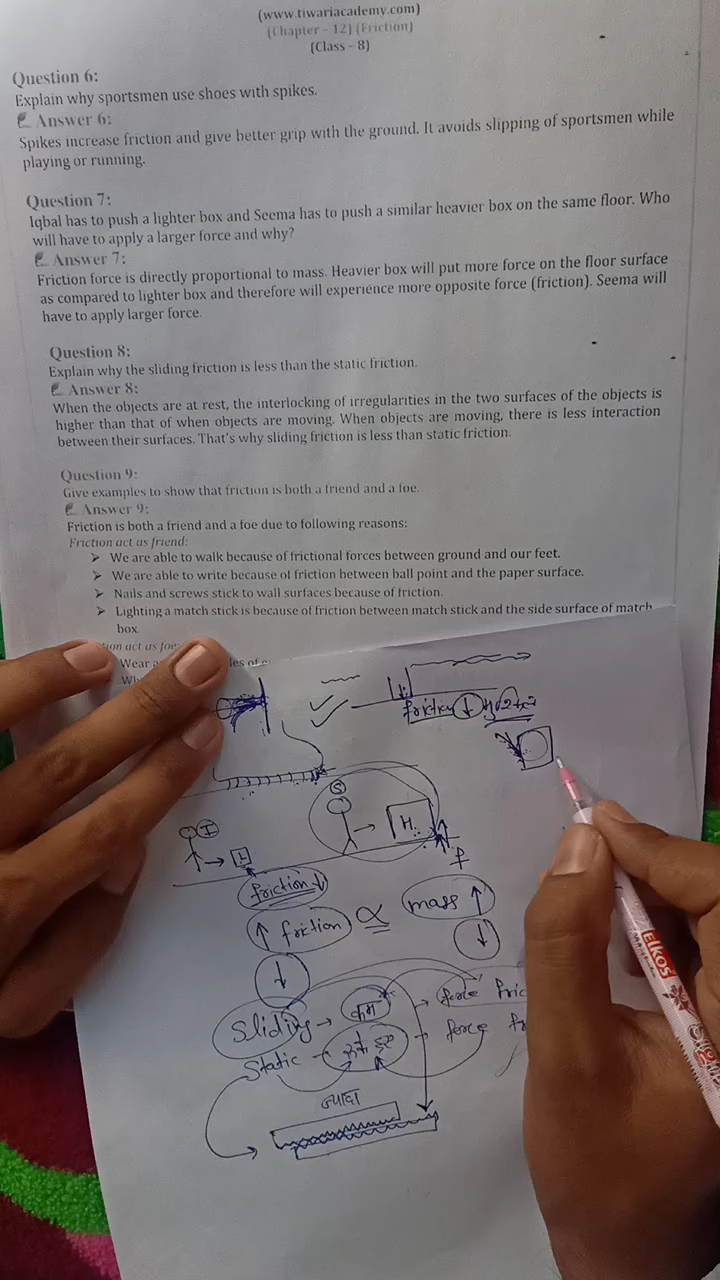 (www.tiwariacademy.com)
(Chapter – 12) (Friction)
(Class – 8)
Question 6:
Explain why sportsmen use shoes with spikes.
Answer 6:
Spikes increase friction and give better grip with the ground. It avoids slipping of sportsmen while
playing or running.
Question 7:
Iqbal has to push a lighter box and Seema has to push a similar heavier box on the same floor. Who
will have to apply a larger force and why?
Answer 7:
Friction force is directly proportional to mass. Heavier box will put more force on the floor surface
as compared to lighter box and therefore will experience more opposite force (friction). Seema will
have to apply larger force.
Question 8:
Explain why the sliding friction is less than the static friction.
Answer 8:
When the objects are at rest, the interlocking of irregularities in the two surfaces of the objects is
higher than that of when objects are moving. When objects are moving, there is less interaction
between their surfaces. That's why sliding friction is less than static friction.
Question 9:
Give examples to show that friction is both a friend and a foe.
Answer 9:
Friction is both a friend and a foe due to following reasons:
Friction act as friend:
➢ We are able to walk because of frictional forces between ground and our feet.
➢ We are able to write because of friction between ball point and the paper surface.
➢ Nails and screws stick to wall surfaces because of friction.
➢ Lighting a match stick is because of friction between match stick and the side surface of match
box.
act as foe
Wear
friction ↓
S
I
H
H
f
friction ↓
↑ friction ∝ mass ↑
↓ ↓
Sliding → कम → force
Static → force
ज्यादा
Elkos